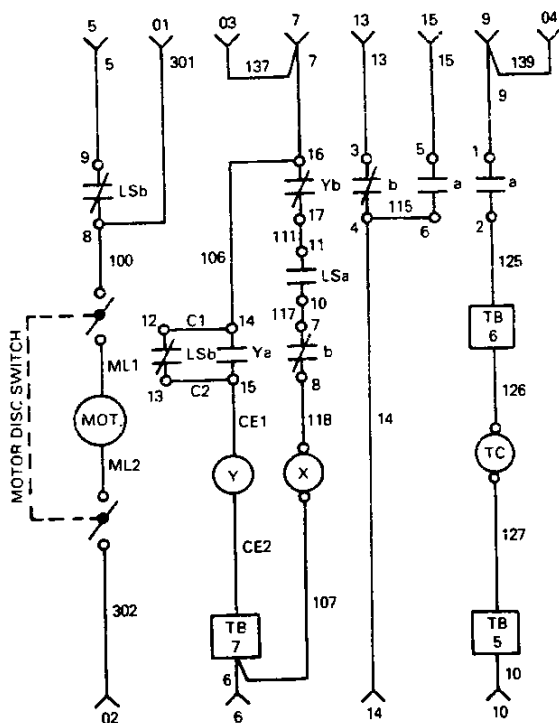 5 01 03 7 13 15 9 04
5 301 137 7 13 15 139
9
9 16 3 5 1
LSb Yb b a a
8 17 4 115 6 2
100 106 111 11 125
LSa
12 C1 14 117 10 TB
6
LSb Ya 7
b
13 C2 15 8 126
ML1 CE1 118 14
MOT. Y X TC
ML2
MOTOR DISC SWITCH
CE2 127
302 107
TB
7
TB
5
6 10
02 6 14 10